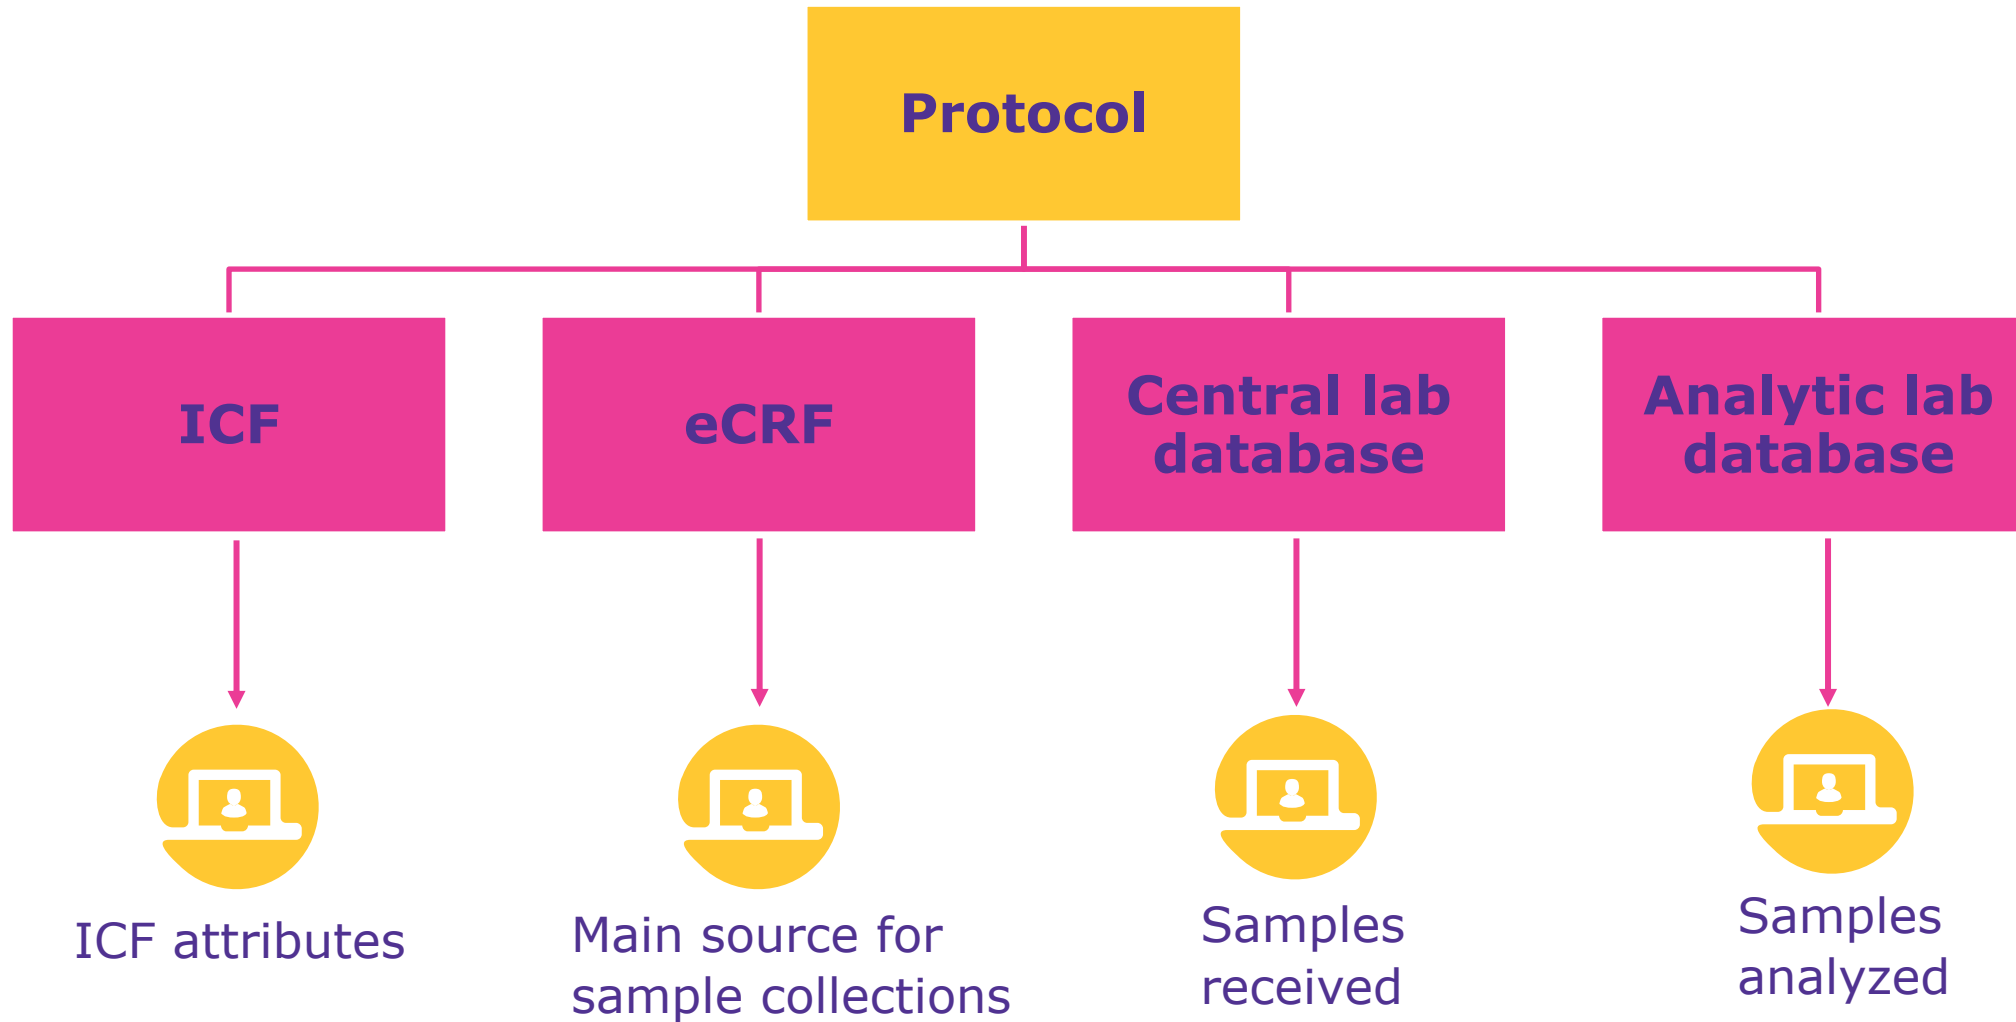 Protocol
ICF
eCRF
Central lab
database
Analytic lab
database
ICF attributes
Main source for
sample collections
Samples
received
Samples
analyzed